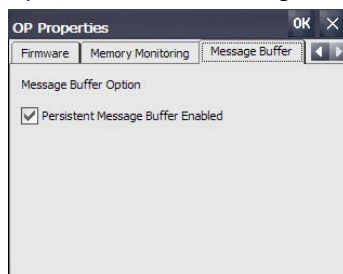 OP Properties OK ×
Firmware Memory Monitoring Message Buffer
Message Buffer Option
Persistent Message Buffer Enabled